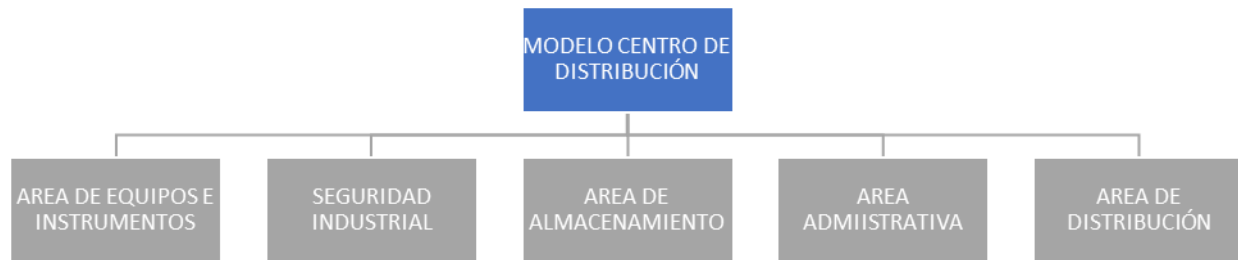 MODELO CENTRO DE
DISTRIBUCIÓN
AREA DE EQUIPOS E
INSTRUMENTOS
SEGURIDAD
INDUSTRIAL
AREA DE
ALMACENAMIENTO
AREA
ADMIISTRATIVA
AREA DE
DISTRIBUCIÓN